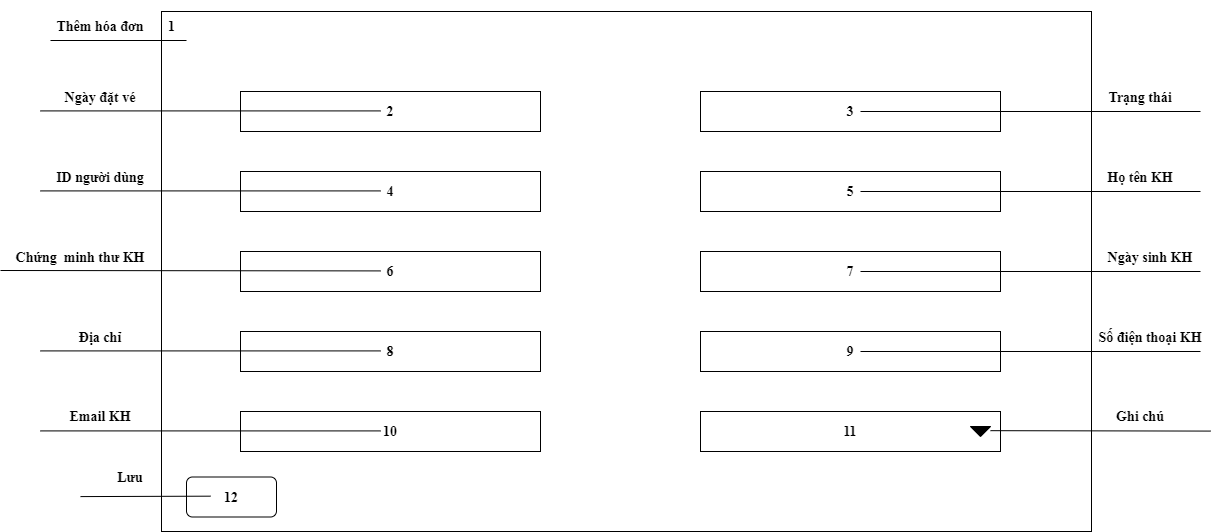 Thêm hóa đơn
1
Ngày đặt vé
2
3
Trạng thái
ID người dùng
4
5
Họ tên KH
Chứng minh thư KH
6
7
Ngày sinh KH
Địa chỉ
8
9
Số điện thoại KH
Email KH
10
11
Ghi chú
Lưu
12